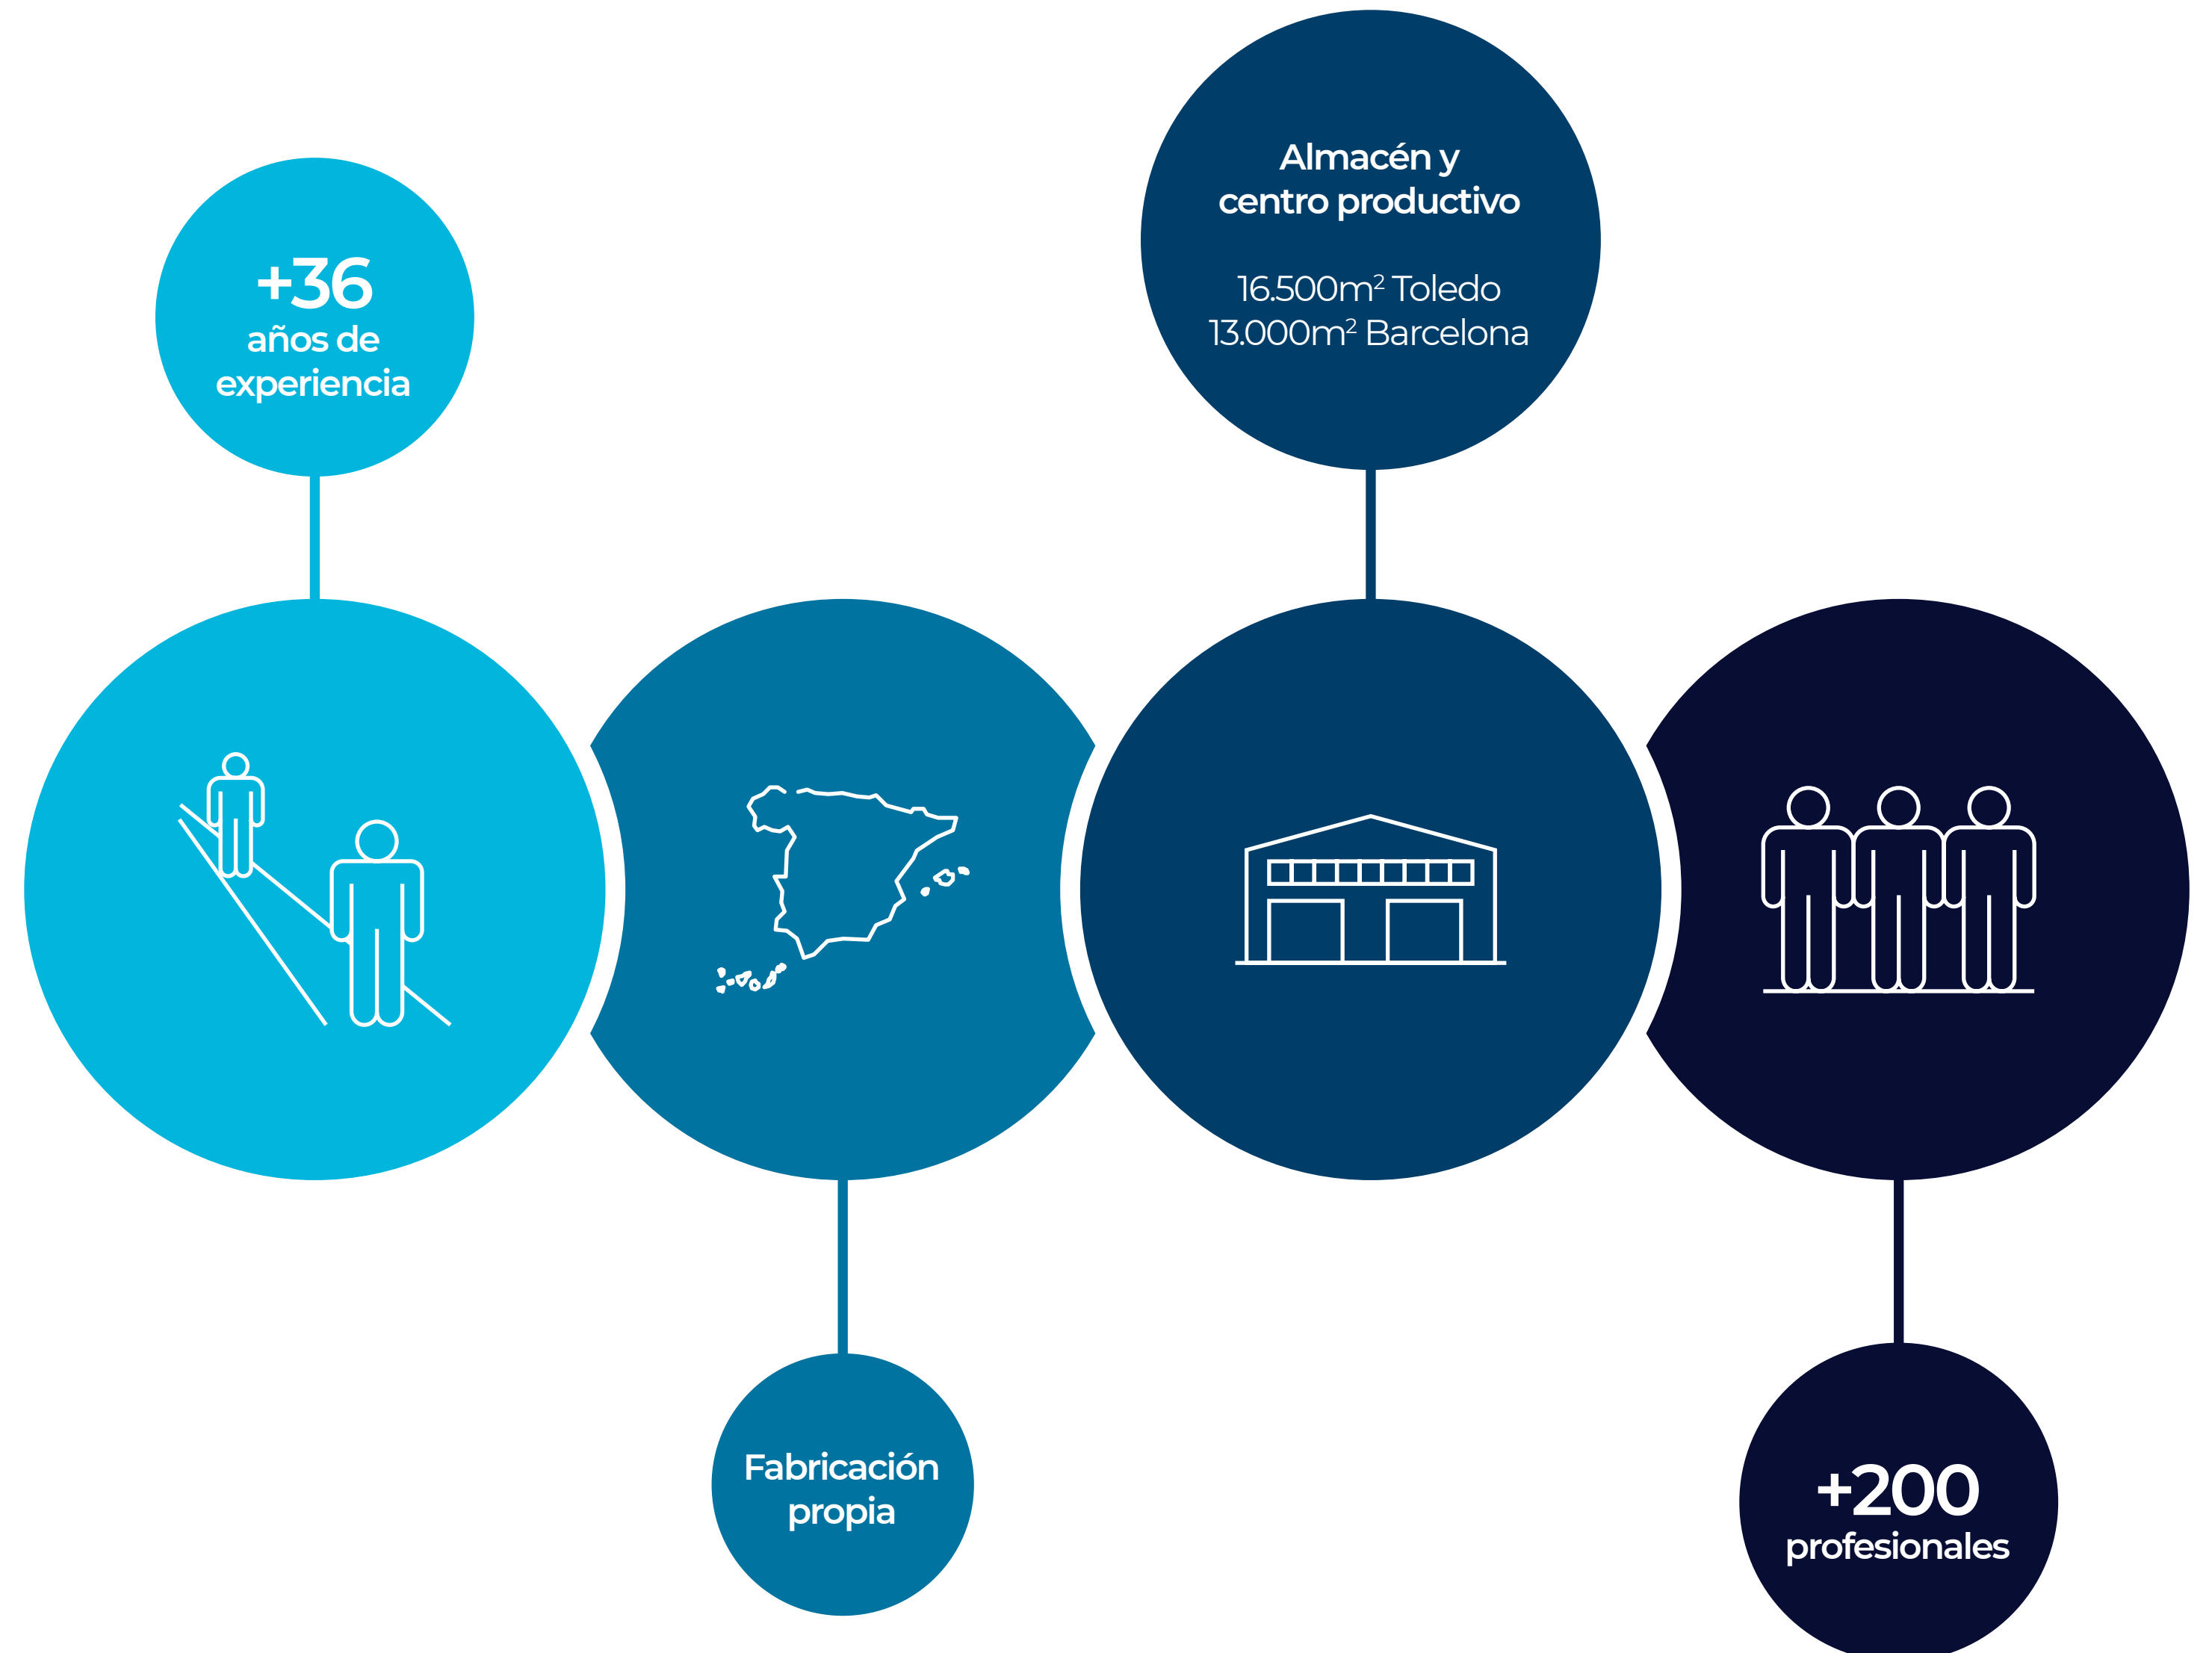 +36
años de
experiencia
Almacén y
centro productivo
16.500m² Toledo
13.000m² Barcelona
Fabricación
propia
+200
profesionales